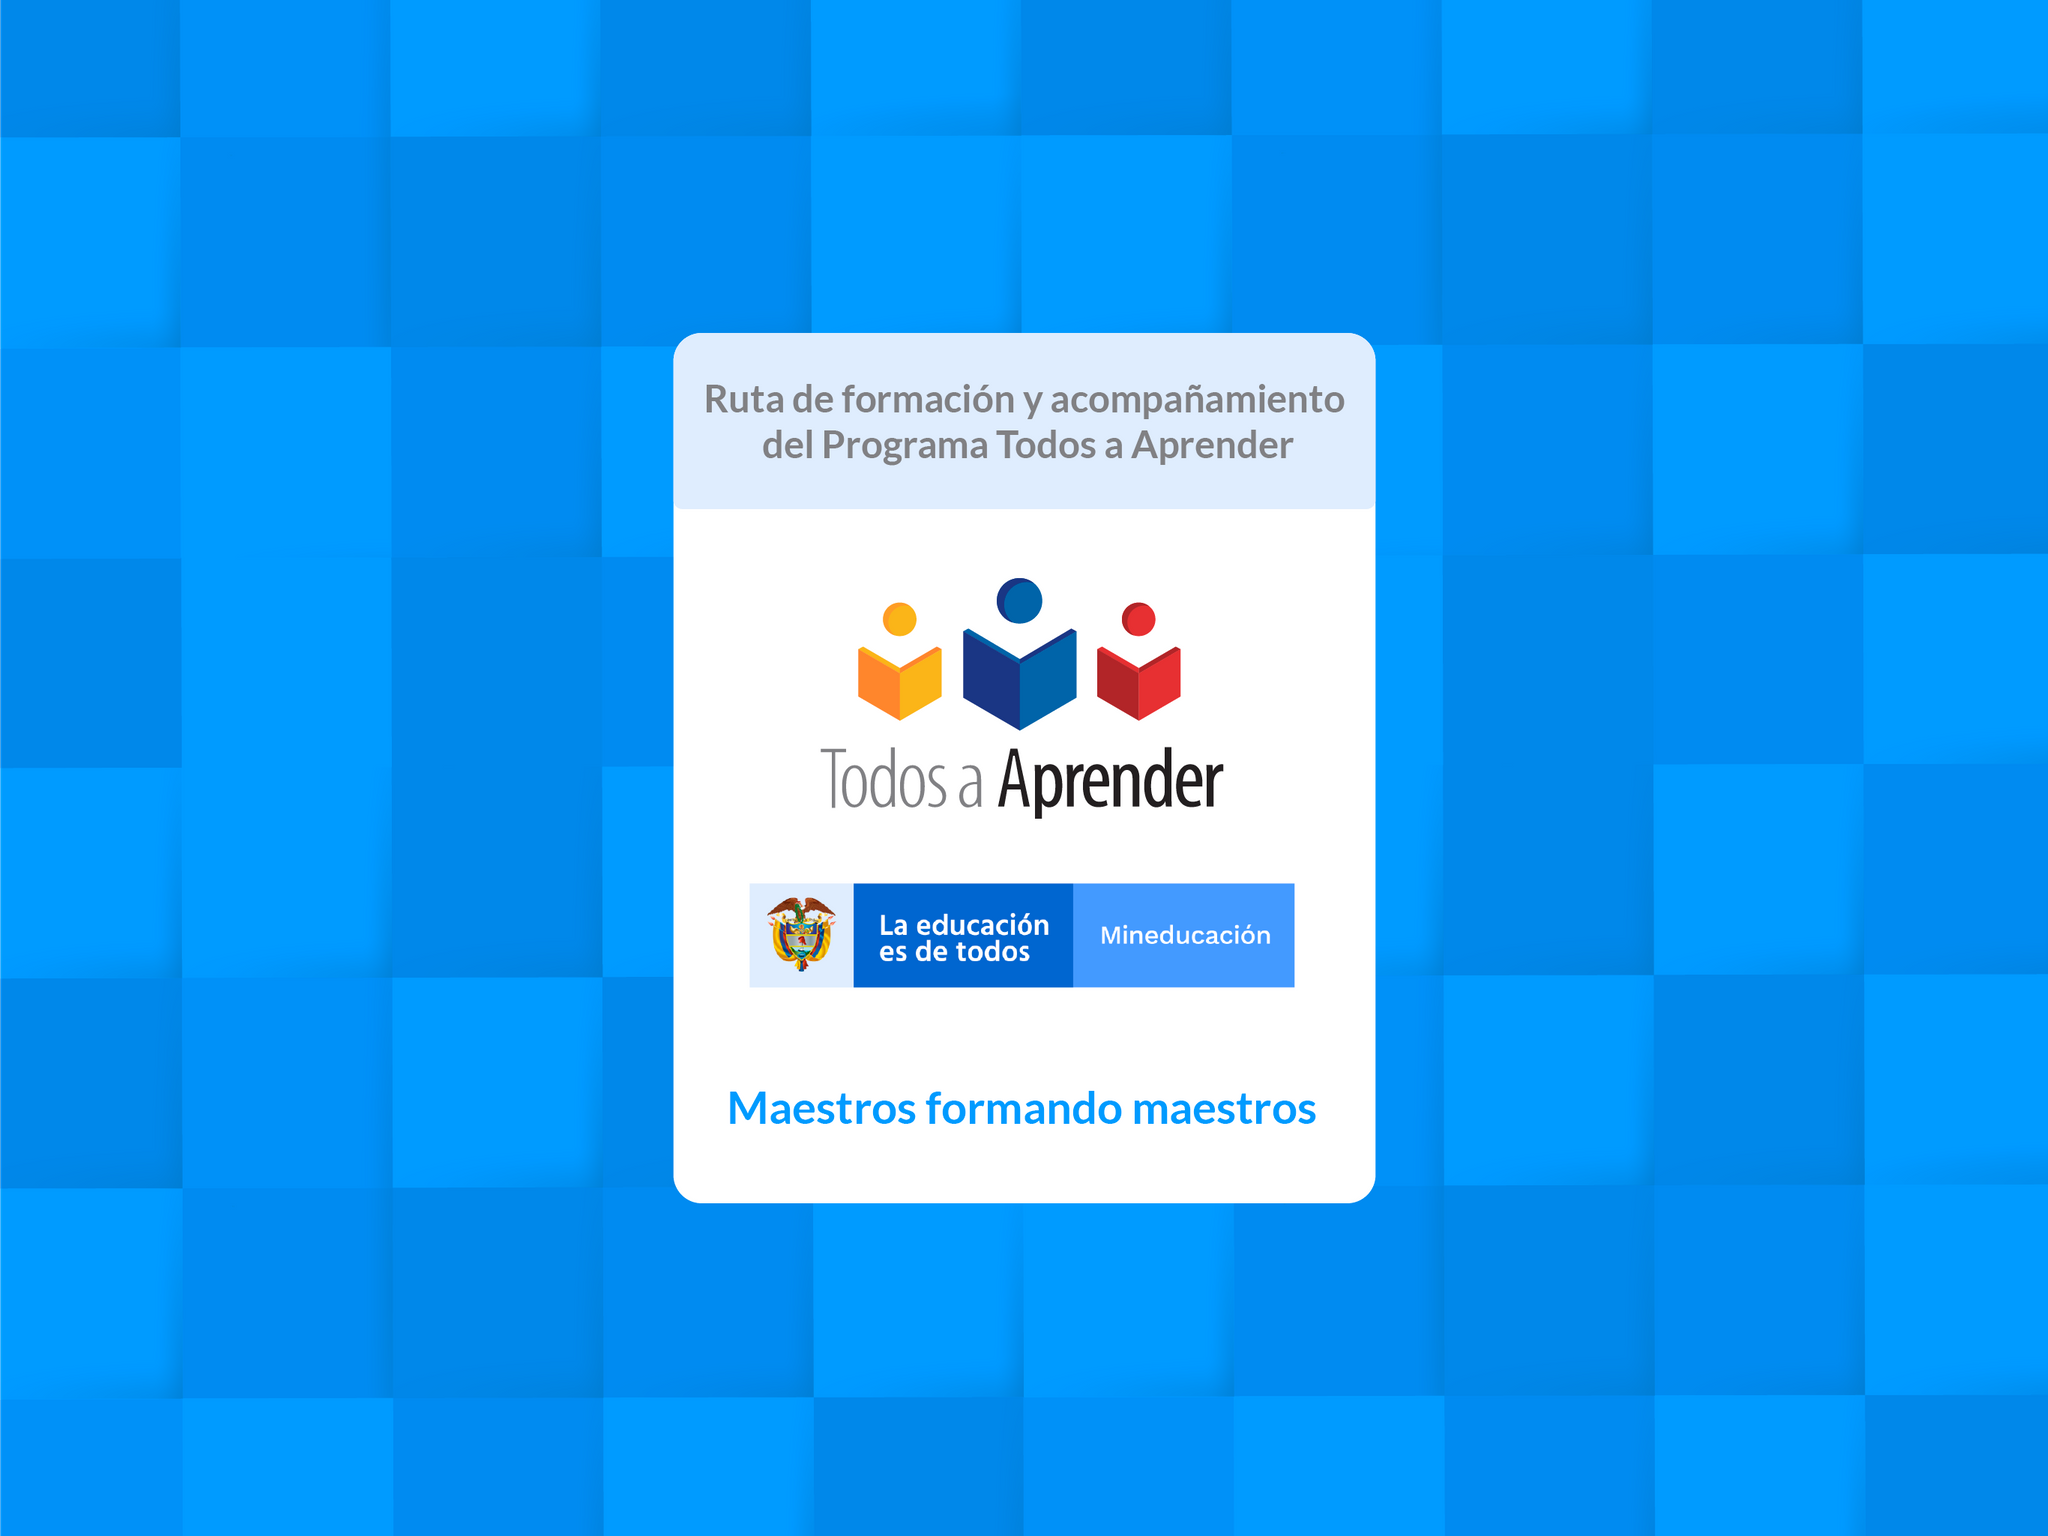 Ruta de formación y acompañamiento
del Programa Todos a Aprender
Todos a Aprender
La educación
es de todos
Mineducación
Maestros formando maestros